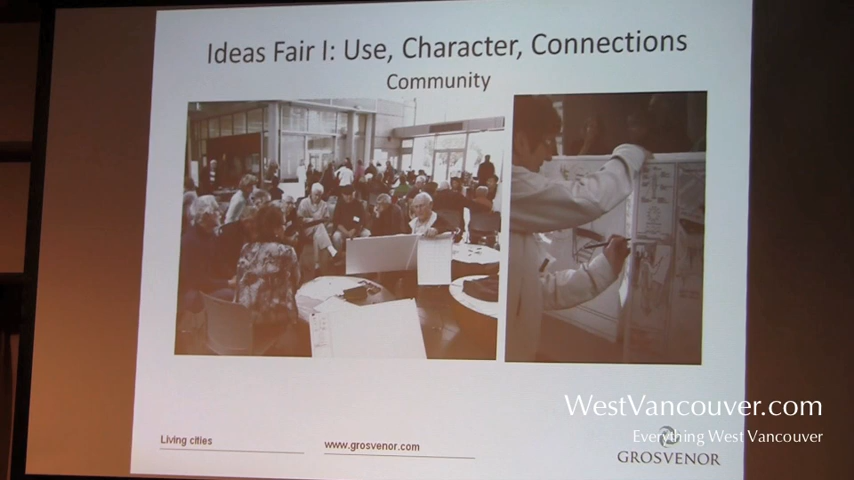 Ideas Fair I: Use, Character, Connections
Community
WestVancouver.com
Everything West Vancouver
Living cities
www.grosvenor.com
GROSVENOR